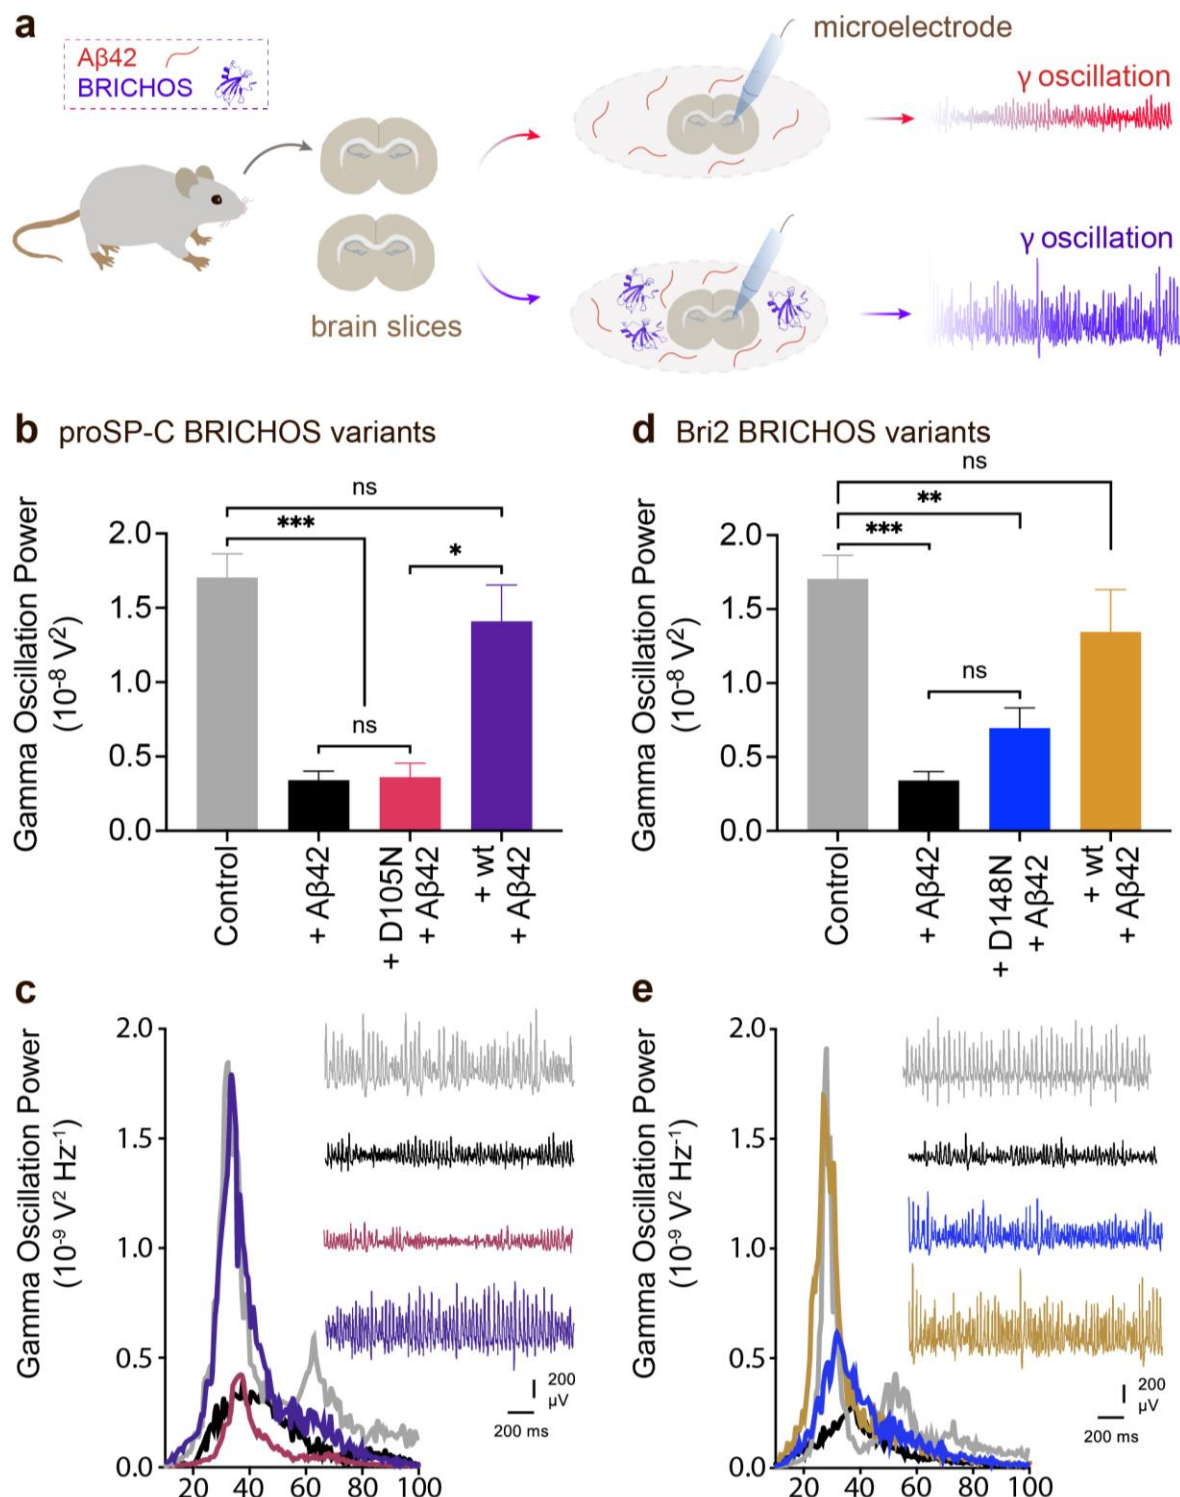 a
Aβ42
BRICHOS
microelectrode
γ oscillation
γ oscillation
brain slices
b proSP-C BRICHOS variants
Gamma Oscillation Power
(10⁻⁸ V²)
ns
***
*
ns
2.0
1.5
1.0
0.5
0.0
Control
+ Aβ42
+ D105N
+ Aβ42
+ wt
+ Aβ42
d Bri2 BRICHOS variants
Gamma Oscillation Power
(10⁻⁸ V²)
ns
**
***
ns
2.0
1.5
1.0
0.5
0.0
Control
+ Aβ42
+ D148N
+ Aβ42
+ wt
+ Aβ42
c
Gamma Oscillation Power
(10⁻⁹ V² Hz⁻¹)
2.0
1.5
1.0
0.5
0.0
20 40 60 80 100
200
µV
200 ms
e
Gamma Oscillation Power
(10⁻⁹ V² Hz⁻¹)
2.0
1.5
1.0
0.5
0.0
20 40 60 80 100
200
µV
200 ms